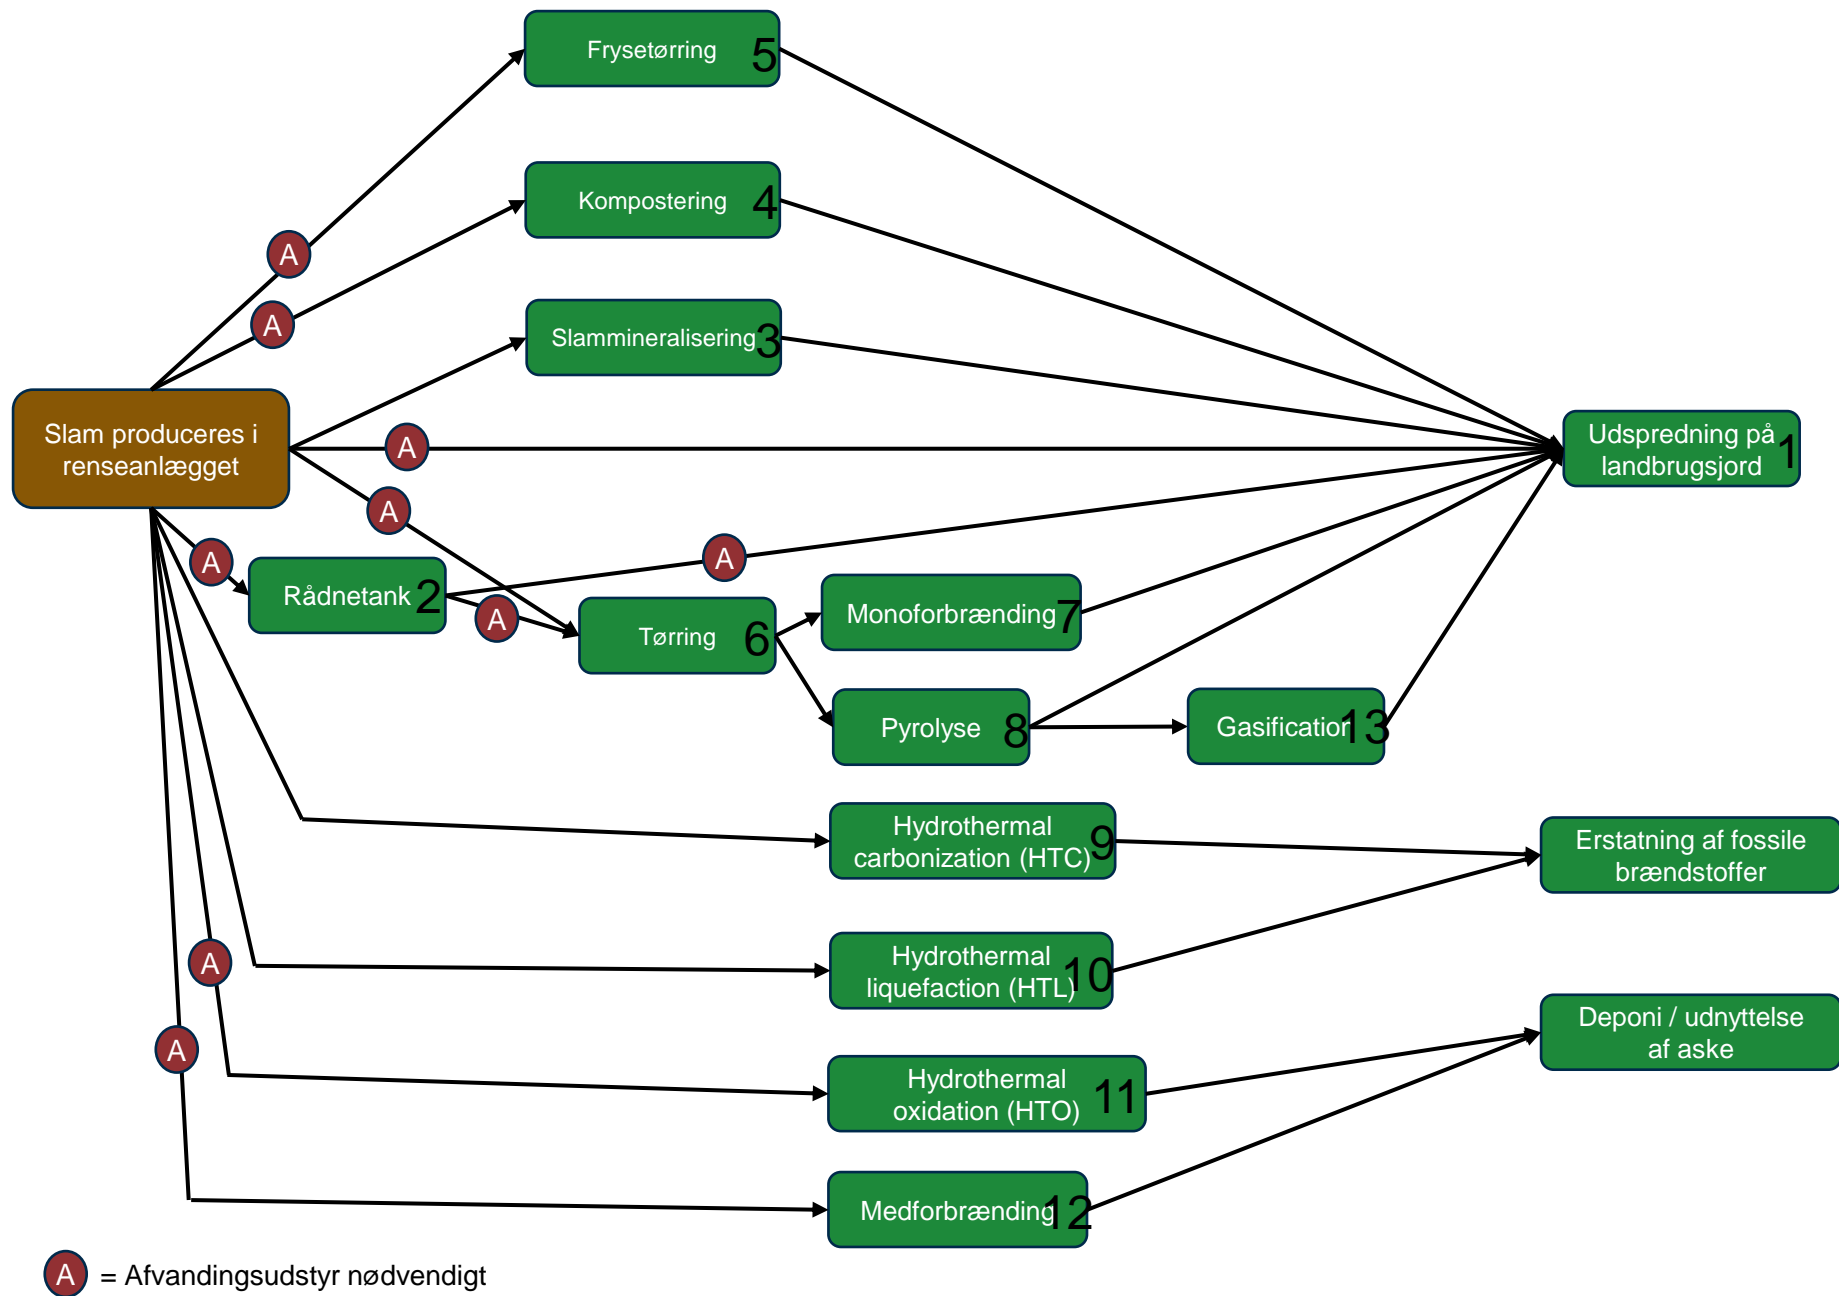 Frysetørring 5
Kompostering 4
A
A
Slammineralisering 3
Slam produceres i
renseanlægget
A
Udspredning på
landbrugsjord 1
A
A
A
Rådnetank 2
A
Tørring 6
Monoforbrænding 7
Pyrolyse 8
Gasification 13
Hydrothermal
carbonization (HTC) 9
Erstatning af fossile
brændstoffer
A
Hydrothermal
liquefaction (HTL) 10
Deponi / udnyttelse
af aske
A
Hydrothermal
oxidation (HTO) 11
Medforbrænding 12
A = Afvandingsudstyr nødvendigt